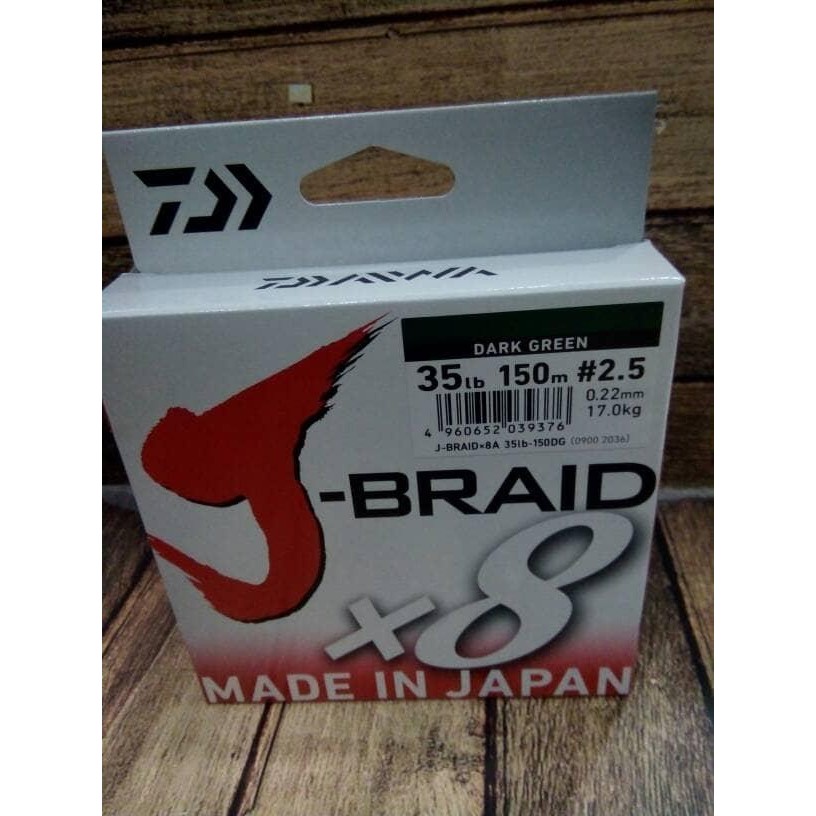 DAIWA
DARK GREEN
35lb 150m #2.5
0.22mm
17.0kg
4 960652 039376
J-BRAID×8A 35lb-150DG (0900 2036)
J-BRAID
×8
MADE IN JAPAN